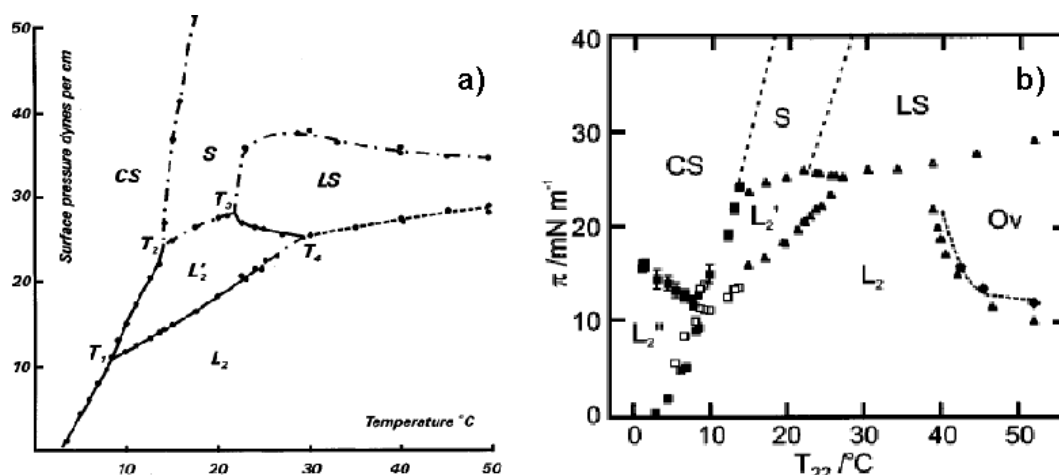 Surface pressure dynes per cm
a)
50
40
30
20
10
CS
S
LS
T₃
T₂
T₄
L₂'
T₁
L₂
Temperature °C
10
20
30
40
50
b)
π /mN m⁻¹
40
30
20
10
0
S
LS
CS
L₂'
Ov
L₂
L₂"
0
10
20
30
40
50
T₂₂ /°C